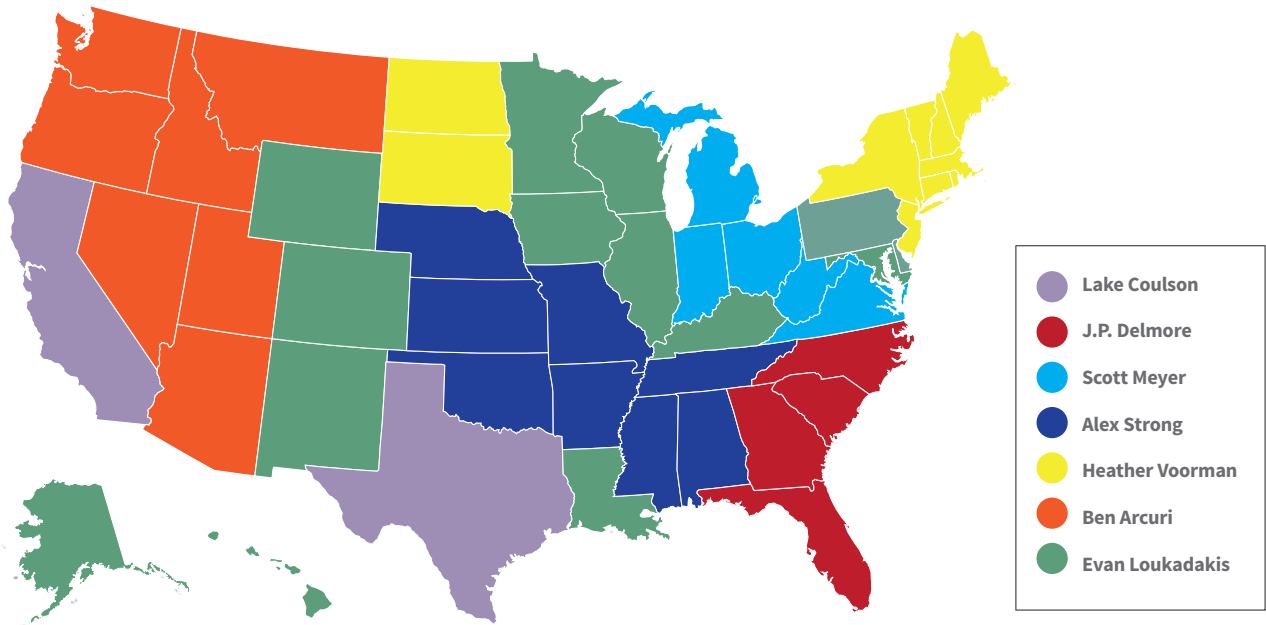 Lake Coulson
J.P. Delmore
Scott Meyer
Alex Strong
Heather Voorman
Ben Arcuri
Evan Loukadakis